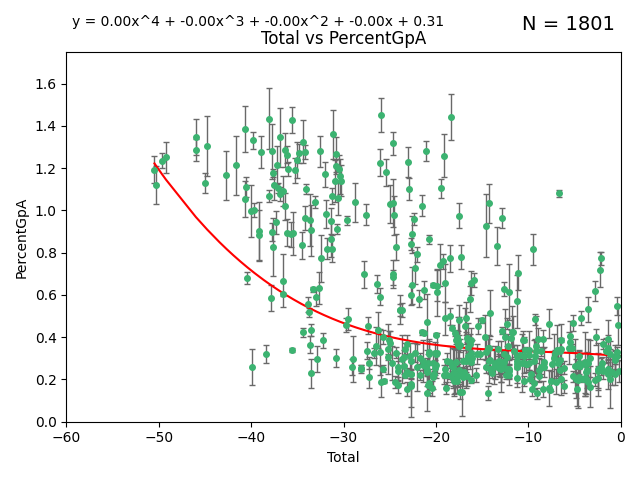 y = 0.00x^4 + -0.00x^3 + -0.00x^2 + -0.00x + 0.31
N = 1801
Total vs PercentGpA
PercentGpA
1.6
1.4
1.2
1.0
0.8
0.6
0.4
0.2
0.0
−60 −50 −40 −30 −20 −10 0
Total